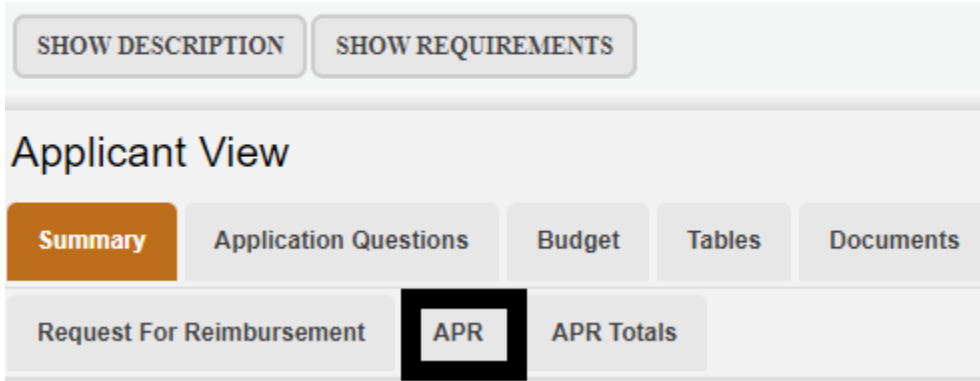 SHOW DESCRIPTION SHOW REQUIREMENTS
Applicant View
Summary Application Questions Budget Tables Documents
Request For Reimbursement APR APR Totals